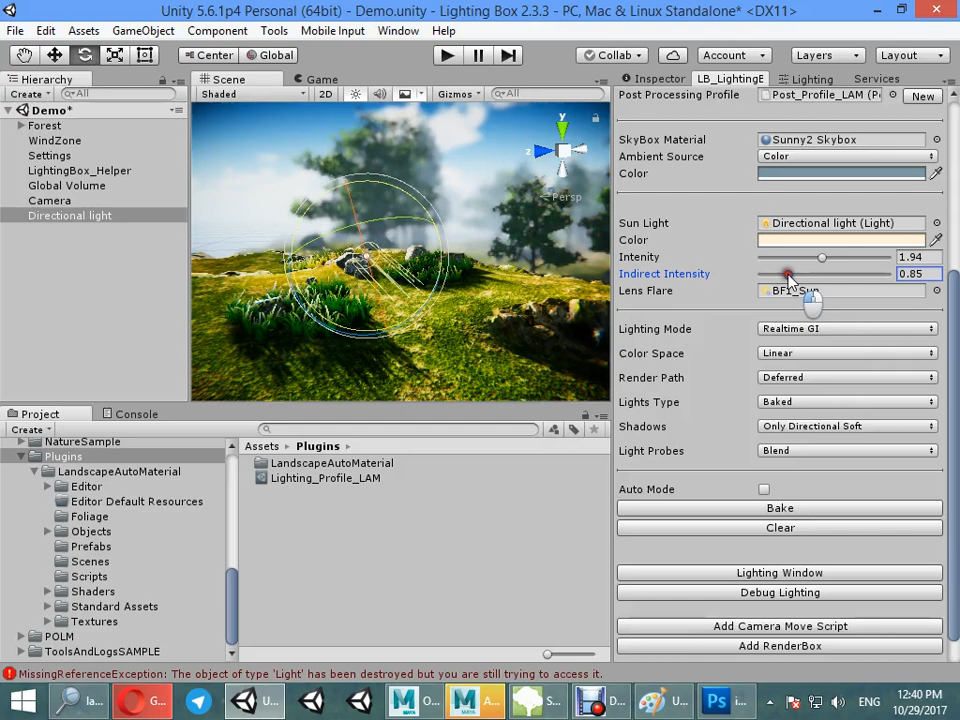 Unity 5.6.1p4 Personal (64bit) - Demo.unity - Lighting Box 2.3.3 - PC, Mac & Linux Standalone* <DX11>
File Edit Assets GameObject Component Tools Mobile Input Window Help
Center Global Collab Account Layers Layout
Hierarchy Scene Game Inspector LB_LightingE Lighting Services
Create All Shaded 2D Gizmos All
Post Processing Profile Post_Profile_LAM (P New
Demo*
Forest
WindZone
Settings
LightingBox_Helper
Global Volume
Camera
Directional light
y
z
Persp
SkyBox Material Sunny2 Skybox
Ambient Source Color
Color
Sun Light Directional light (Light)
Color
Intenity 1.94
Indirect Intensity 0.85
Lens Flare
Lighting Mode Realtime GI
Color Space Linear
Render Path Deferred
Lights Type Baked
Shadows Only Directional Soft
Light Probes Blend
Auto Mode
Bake
Clear
Lighting Window
Debug Lighting
Add Camera Move Script
Add RenderBox
Project Console
Create
NatureSample
Plugins
LandscapeAutoMaterial
Editor
Editor Default Resources
Foliage
Objects
Prefabs
Scenes
Scripts
Shaders
Standard Assets
Textures
POLM
ToolsAndLogsSAMPLE
Assets Plugins
LandscapeAutoMaterial
Lighting_Profile_LAM
MissingReferenceException: The object of type 'Light' has been destroyed but you are still trying to access it.
la... G... U... O... A... S... D... U... i...
ENG
12:40 PM
10/29/2017